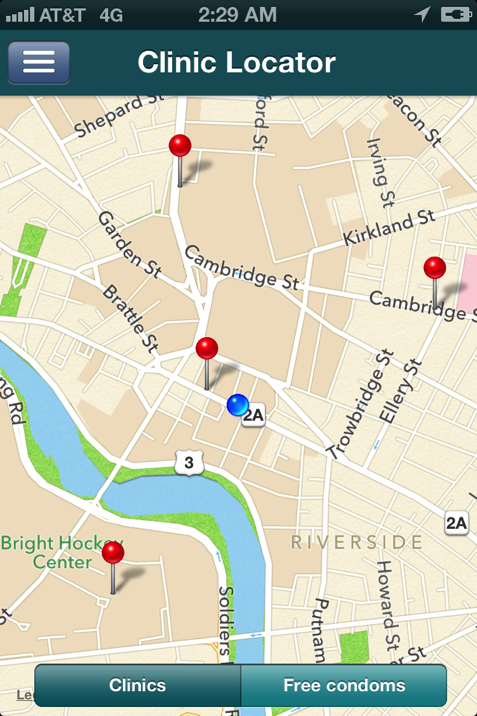 AT&T 4G 2:29 AM
Clinic Locator
Shepard St
ford St
eacon St
Irving St
Kirkland St
Garden St
Cambridge St
Brattle St
Cambridge S
Trowbridge St
Ellery St
ng Rd
2A
3
2A
RIVERSIDE
Bright Hockey
Center
Howard St
Soldiers
Putnam
St
er St
Le
Clinics
Free condoms